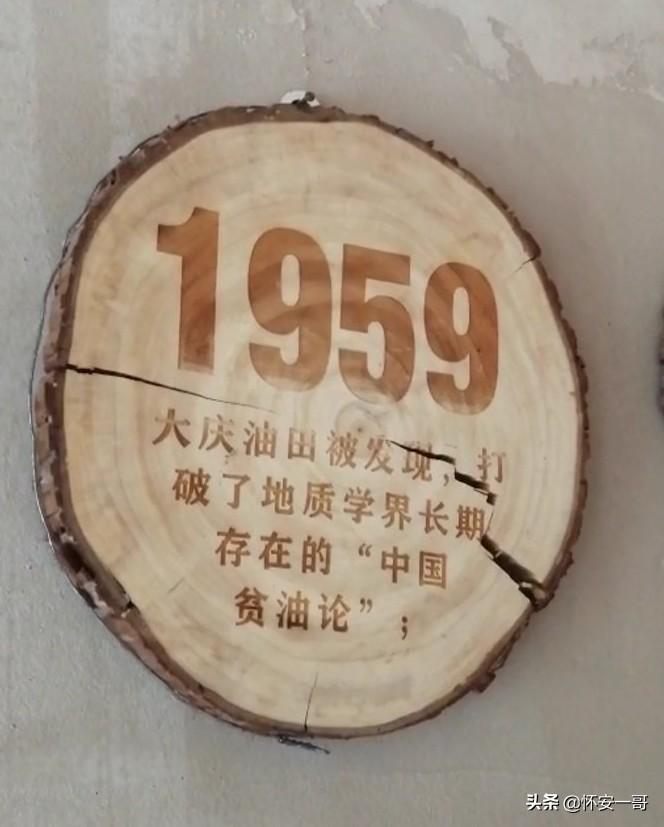 1959
大庆油田被发现，打
破了地质学界长期
存在的“中国
贫油论”；
头条 @怀安一哥